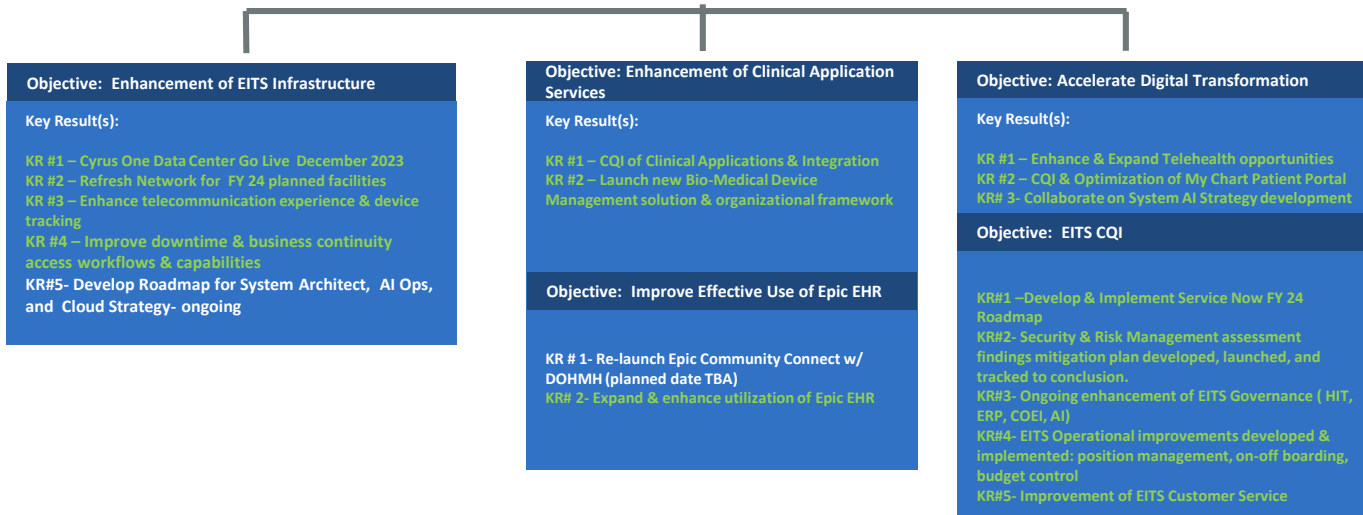 Objective:  Enhancement of EITS Infrastructure
Key Result(s):
KR #1 – Cyrus One Data Center Go Live  December 2023
KR #2 – Refresh Network for  FY 24 planned facilities
KR #3 – Enhance telecommunication experience & device
tracking
KR #4 – Improve downtime & business continuity
access workflows & capabilities
KR#5- Develop Roadmap for System Architect,  AI Ops,
and  Cloud Strategy- ongoing
Objective: Enhancement of Clinical Application
Services
Key Result(s):
KR #1 – CQI of Clinical Applications & Integration
KR #2 – Launch new Bio-Medical Device
Management solution & organizational framework
Objective:  Improve Effective Use of Epic EHR
KR # 1- Re-launch Epic Community Connect w/
DOHMH (planned date TBA)
KR# 2- Expand & enhance utilization of Epic EHR
Objective: Accelerate Digital Transformation
Key Result(s):
KR #1 – Enhance & Expand Telehealth opportunities
KR #2 – CQI & Optimization of My Chart Patient Portal
KR# 3- Collaborate on System AI Strategy development
Objective:  EITS CQI
KR#1 –Develop & Implement Service Now FY 24
Roadmap
KR#2- Security & Risk Management assessment
findings mitigation plan developed, launched, and
tracked to conclusion.
KR#3- Ongoing enhancement of EITS Governance ( HIT,
ERP, COEI, AI)
KR#4- EITS Operational improvements developed &
implemented: position management, on-off boarding,
budget control
KR#5- Improvement of EITS Customer Service